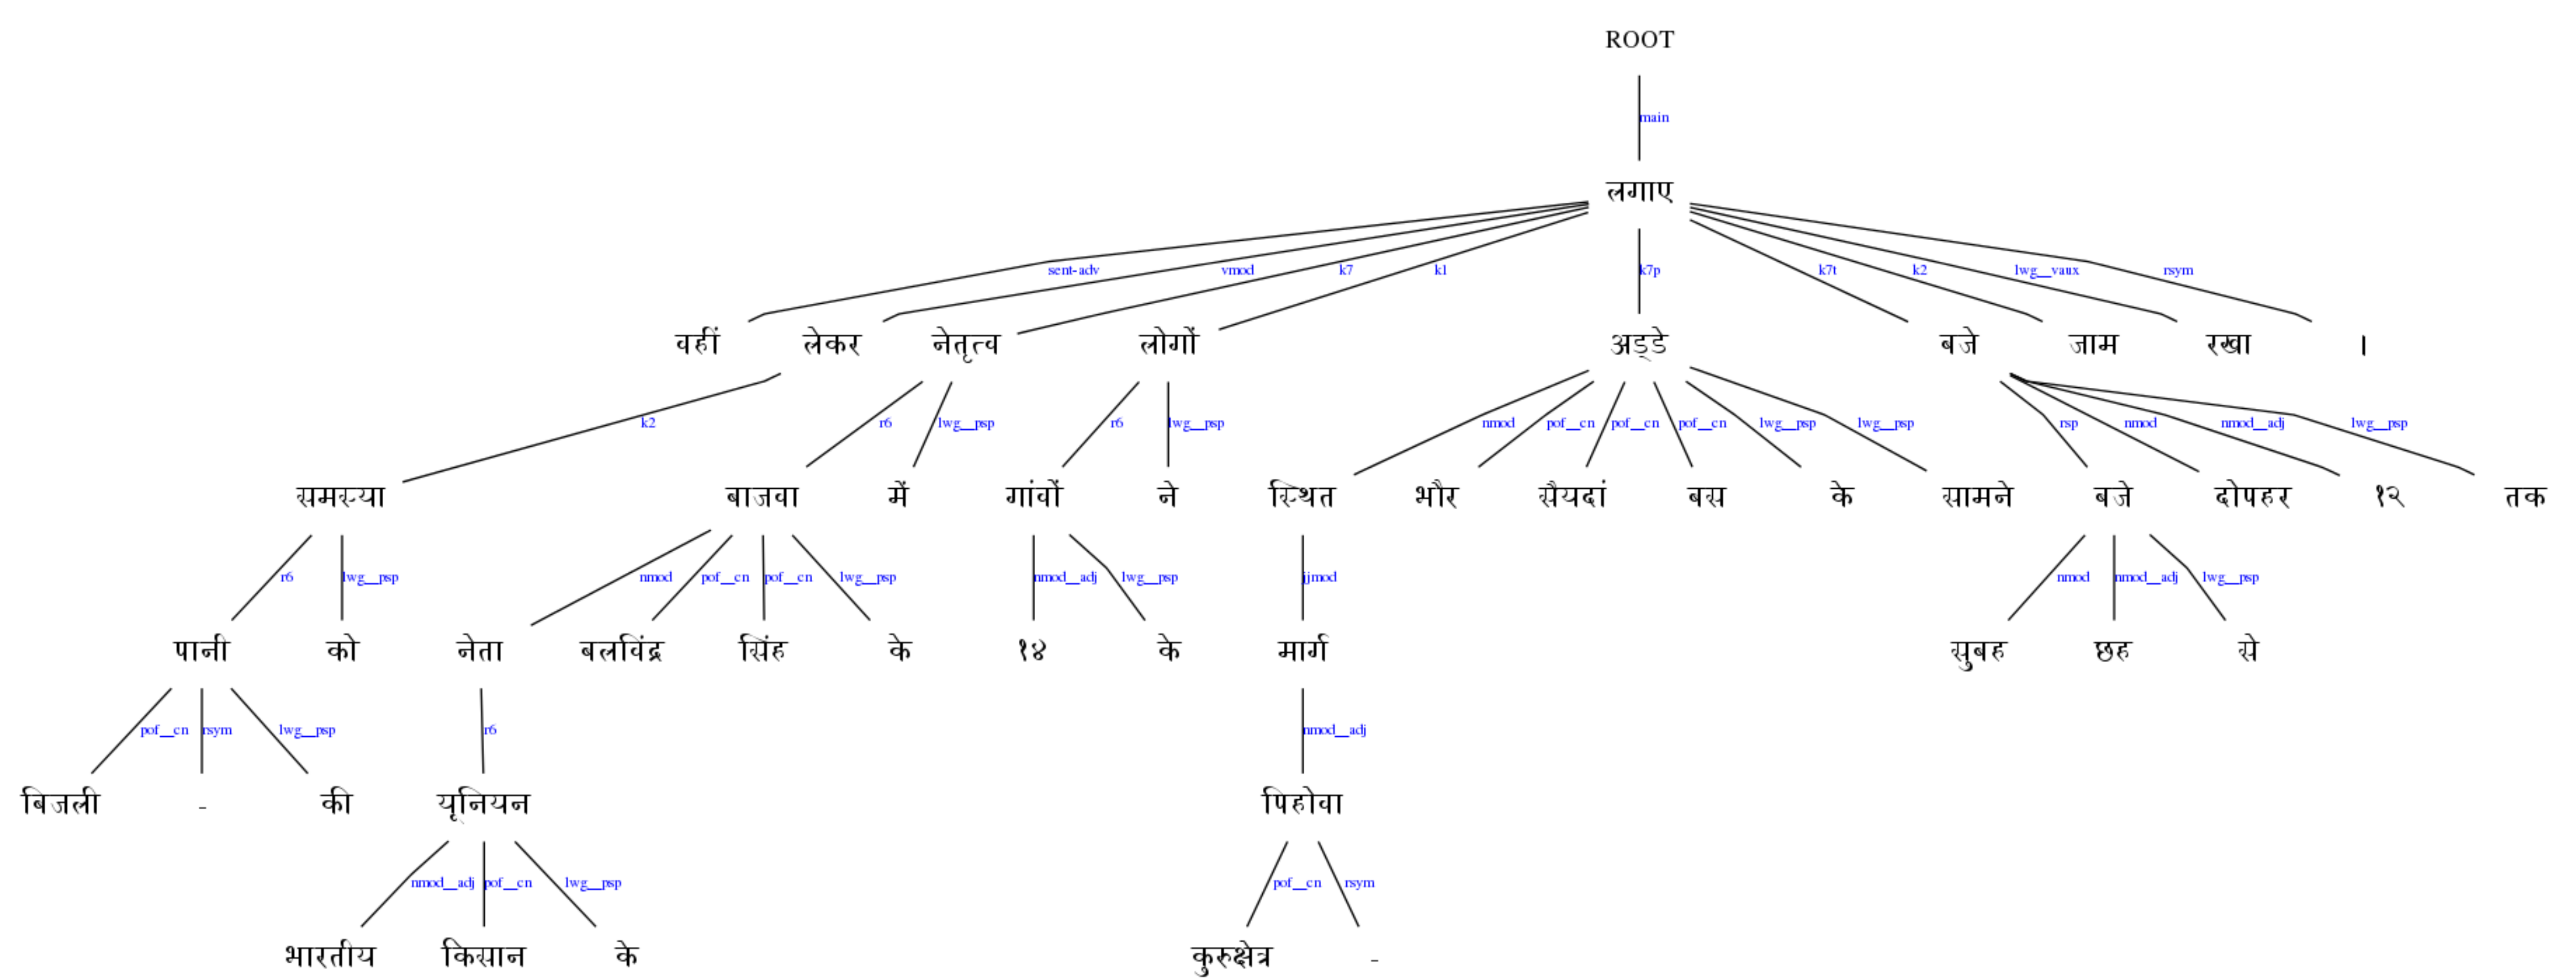 ROOT
main
लगाए
sent-adv vmod k7 k1 k7p k7t k2 lwg__vaux rsym
वहीं लेकर नेतृत्व लोगों अड्डे बजे जाम रखा ।
k2 r6 lwg__psp r6 lwg__psp nmod pof__cn pof__cn pof__cn lwg__psp lwg__psp rsp nmod nmod__adj lwg__psp
समस्या बाजवा में गांवों ने स्थित भौर सैयदां बस के सामने बजे दोपहर १२ तक
r6 lwg__psp nmod pof__cn pof__cn lwg__psp nmod__adj lwg__psp jjmod nmod nmod__adj lwg__psp
पानी को नेता बलविंद्र सिंह के १४ के मार्ग सुबह छह से
pof__cn rsym lwg__psp r6 nmod__adj
बिजली - की यूनियन पिहोवा
nmod__adj pof__cn lwg__psp pof__cn rsym
भारतीय किसान के कुरुक्षेत्र -